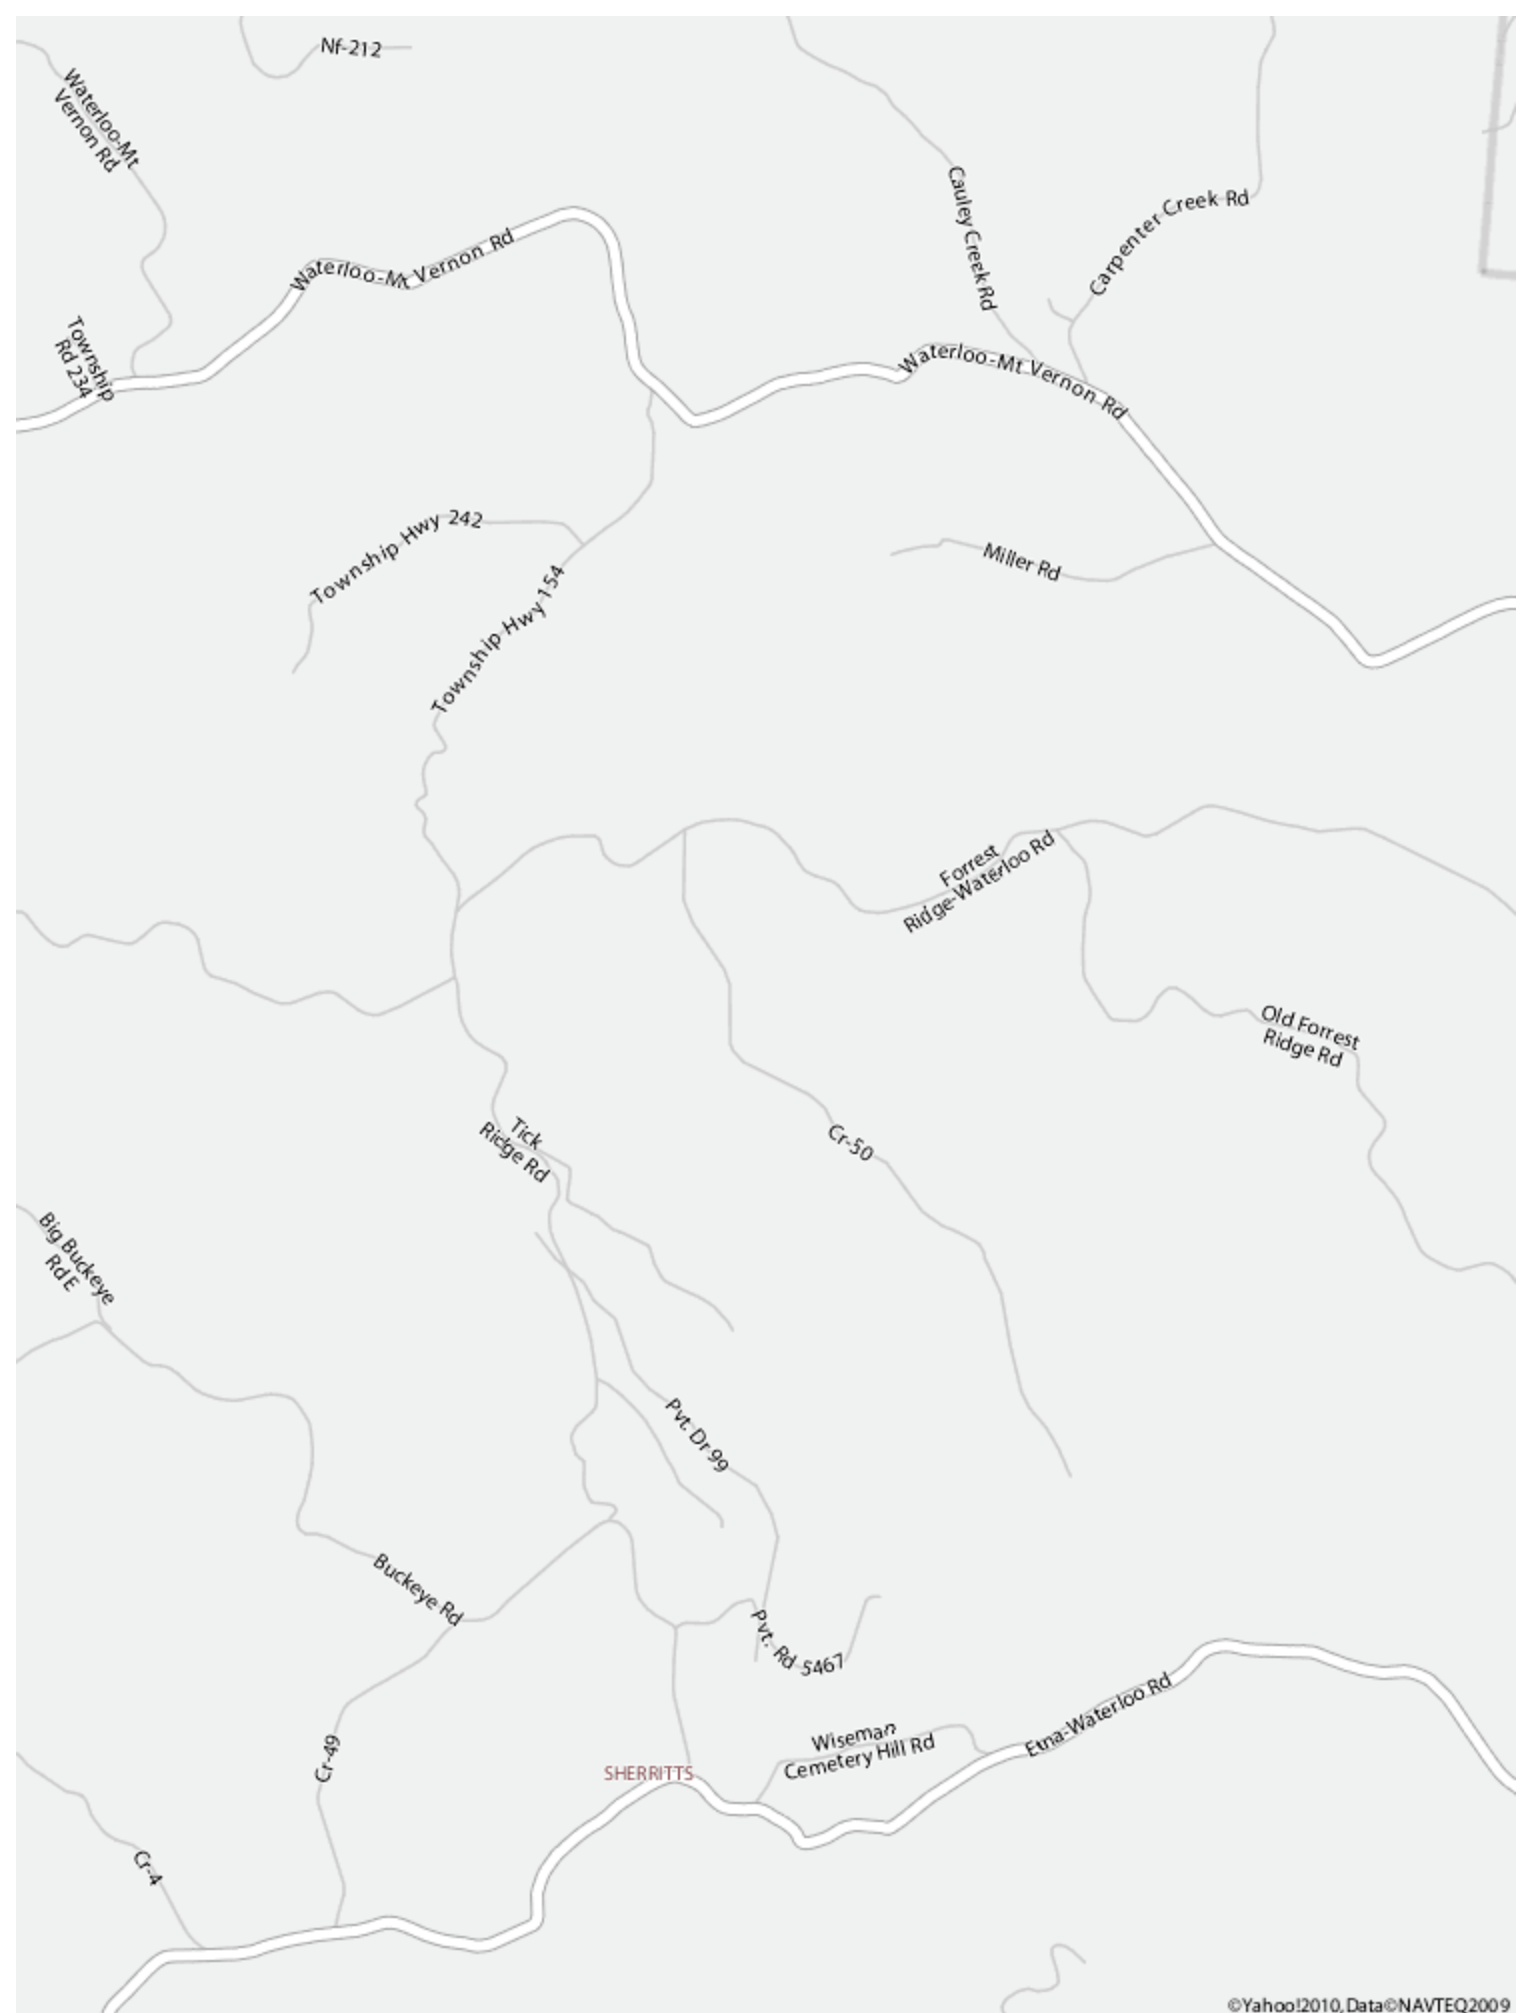 Nf-212
Waterloo-Mt
Vernon Rd
Cauley Creek Rd
Carpenter Creek Rd
Waterloo-Mt Vernon Rd
Township
Rd 234
Waterloo-Mt Vernon Rd
Township Hwy 242
Miller Rd
Township Hwy 154
Forrest
Ridge-Waterloo Rd
Old Forrest
Ridge Rd
Tick
Ridge Rd
Cr-50
Big Buckeye
Rd E
Pvt. Dr 99
Buckeye Rd
Pvt. Rd 5467
Etna-Waterloo Rd
Wiseman
Cemetery Hill Rd
Cr-49
SHERRITTS
Cr-4
©Yahoo!2010, Data©NAVTEQ2009